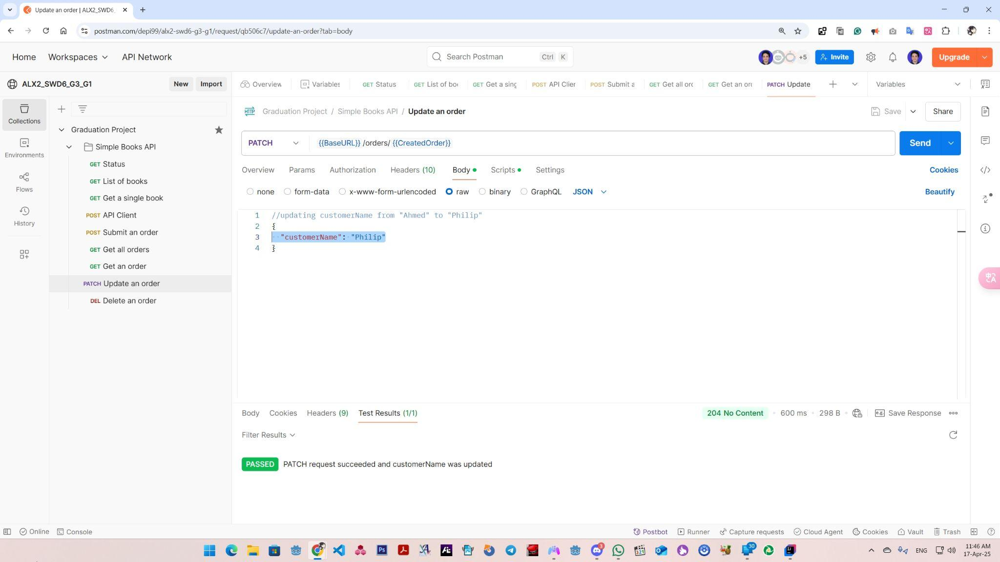 Update an order | ALX2_SWD6_
postman.com/depi99/alx2-swd6-g3-g1/request/qb506c7/update-an-order?tab=body
Home Workspaces API Network
Search Postman Ctrl K
+5 Invite Upgrade
ALX2_SWD6_G3_G1 New Import
Overview Variables GET Status GET List of boo GET Get a sing POST API Clier POST Submit a GET Get all orc GET Get an orc PATCH Update Variables
Collections
Environments
Flows
History
Graduation Project
Simple Books API
GET Status
GET List of books
GET Get a single book
POST API Client
POST Submit an order
GET Get all orders
GET Get an order
PATCH Update an order
DEL Delete an order
HTTP Graduation Project / Simple Books API / Update an order Save Share
PATCH {{BaseURL}} /orders/ {{CreatedOrder}} Send
Overview Params Authorization Headers (10) Body Scripts Settings Cookies
none form-data x-www-form-urlencoded raw binary GraphQL JSON Beautify
1 //updating customerName from "Ahmed" to "Philip"
2 {
3 "customerName": "Philip"
4 }
Body Cookies Headers (9) Test Results (1/1) 204 No Content 600 ms 298 B e.g. Save Response
Filter Results
PASSED PATCH request succeeded and customerName was updated
Online Console Postbot Runner Capture requests Cloud Agent Cookies Vault Trash
Ps 321 3 30 ENG 11:46 AM
17-Apr-25